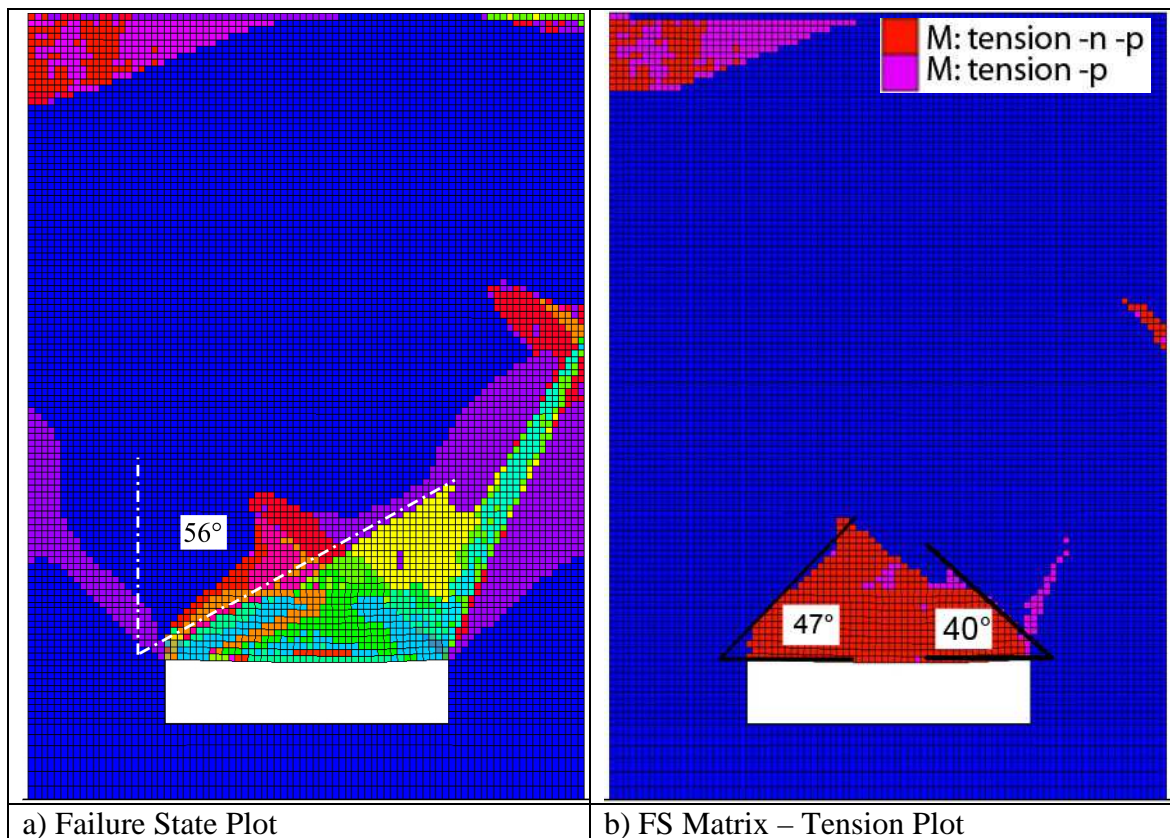 M: tension -n -p
M: tension -p
56°
47°
40°
a) Failure State Plot
b) FS Matrix – Tension Plot